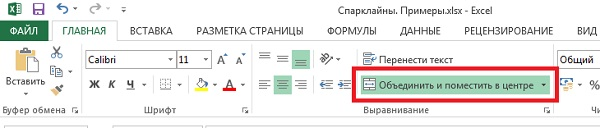 Спарклайны. Примеры.xlsx - Excel
ФАЙЛ ГЛАВНАЯ ВСТАВКА РАЗМЕТКА СТРАНИЦЫ ФОРМУЛЫ ДАННЫЕ РЕЦЕНЗИРОВАНИЕ ВИД
Calibri 11 A A Перенести текст Общий
Вставить Ж К Ч A Объединить и поместить в центре %
Буфер обмена Шрифт Выравнивание